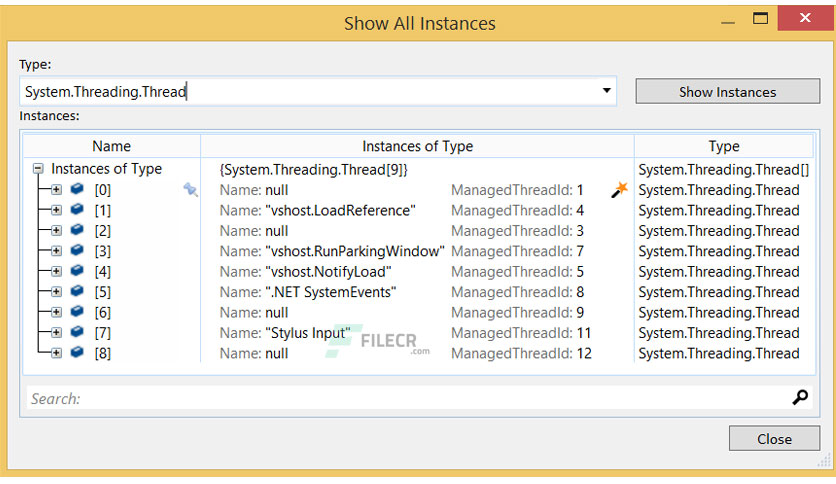 Show All Instances
Type:
System.Threading.Thread
Show Instances
Instances:
Name Instances of Type Type
Instances of Type {System.Threading.Thread[9]} System.Threading.Thread[]
[0] Name: null ManagedThreadId: 1 System.Threading.Thread
[1] Name: "vshost.LoadReference" ManagedThreadId: 4 System.Threading.Thread
[2] Name: null ManagedThreadId: 3 System.Threading.Thread
[3] Name: "vshost.RunParkingWindow" ManagedThreadId: 7 System.Threading.Thread
[4] Name: "vshost.NotifyLoad" ManagedThreadId: 5 System.Threading.Thread
[5] Name: ".NET SystemEvents" ManagedThreadId: 8 System.Threading.Thread
[6] Name: null ManagedThreadId: 9 System.Threading.Thread
[7] Name: "Stylus Input" ManagedThreadId: 11 System.Threading.Thread
[8] Name: null ManagedThreadId: 12 System.Threading.Thread
FILECR
.com
Search:
Close